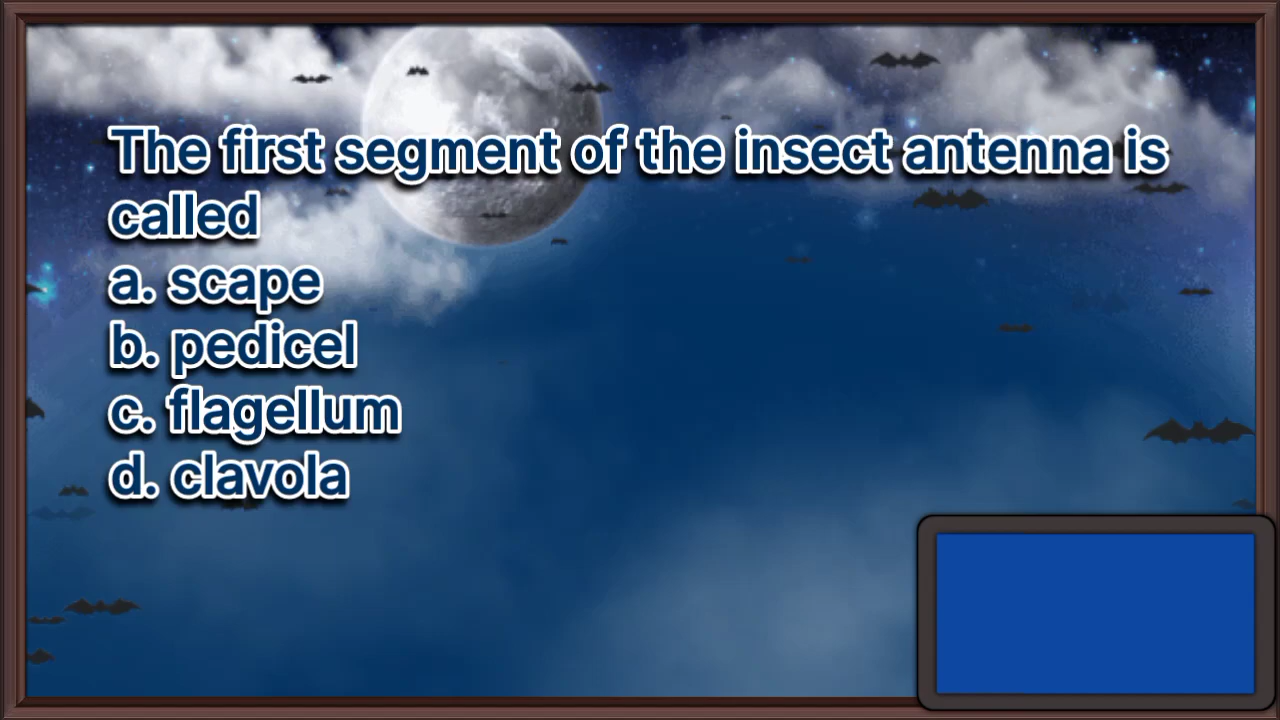 The first segment of the insect antenna is
called
a. scape
b. pedicel
c. flagellum
d. clavola